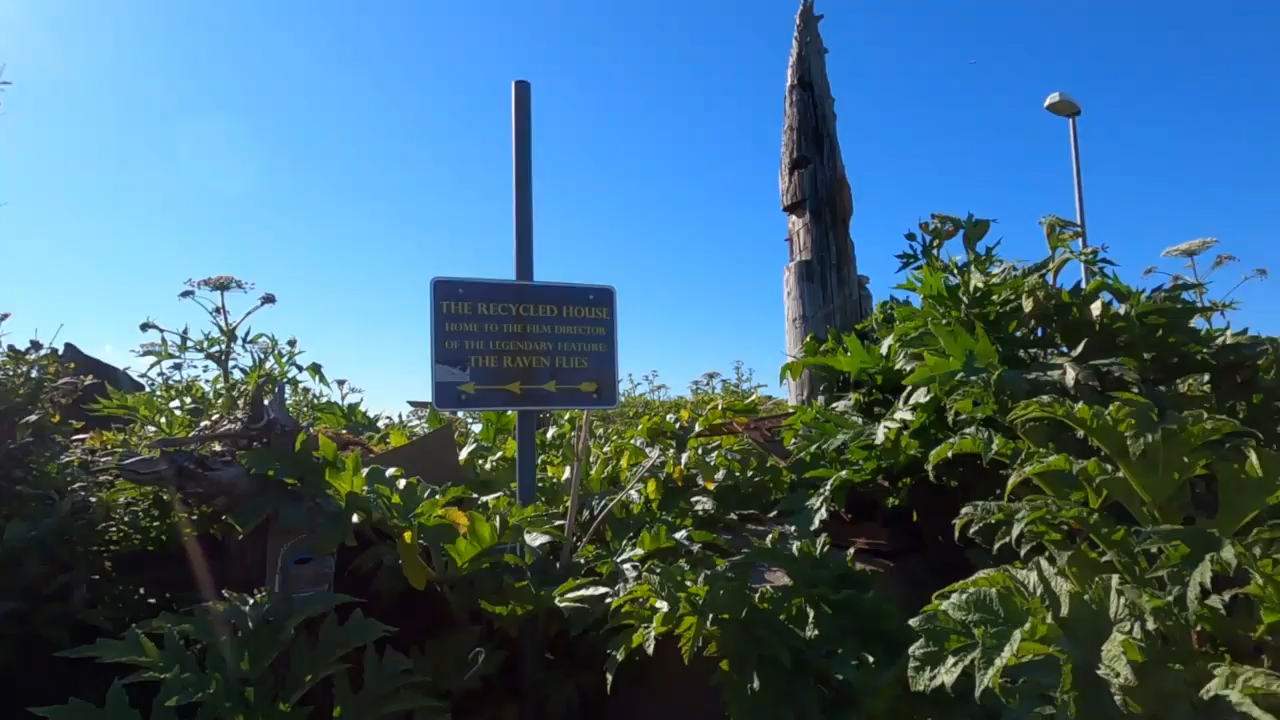 THE RECYCLED HOUSE
HOME TO THE FILM DIRECTOR
OF THE LEGENDARY FEATURE:
THE RAVEN FLIES